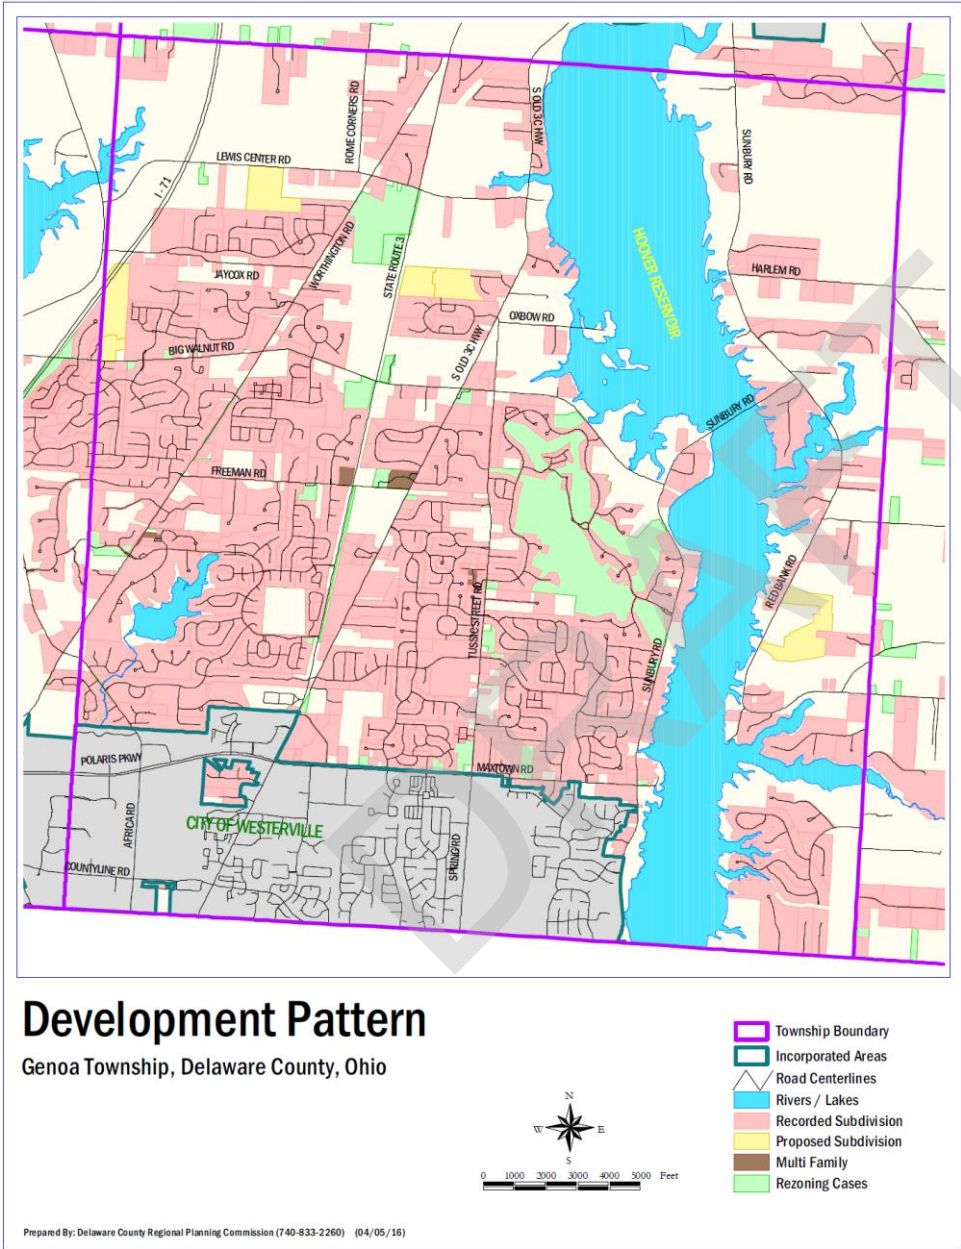 ROME CORNERS RD
S OLD 3C HWY
SUNBURY RD
LEWIS CENTER RD
I - 71
WORTHINGTON RD
STATE ROUTE 3
HOOVER RESERVOIR
HARLEM RD
JAYCOX RD
OXBOW RD
S OLD 3C HWY
BIG WALNUT RD
SUNBURY RD
FREEMAN RD
RED BANK RD
TUSSIC STREET RD
SUNBURY RD
POLARIS PKWY
MAXTOWN RD
AFRICA RD
CITY OF WESTERVILLE
SPRING RD
COUNTYLINE RD
DRAFT
Development Pattern
Genoa Township, Delaware County, Ohio
N
W E
S
0 1000 2000 3000 4000 5000 Feet
Township Boundary
Incorporated Areas
Road Centerlines
Rivers / Lakes
Recorded Subdivision
Proposed Subdivision
Multi Family
Rezoning Cases
Prepared By: Delaware County Regional Planning Commission (740-833-2260) (04/05/16)